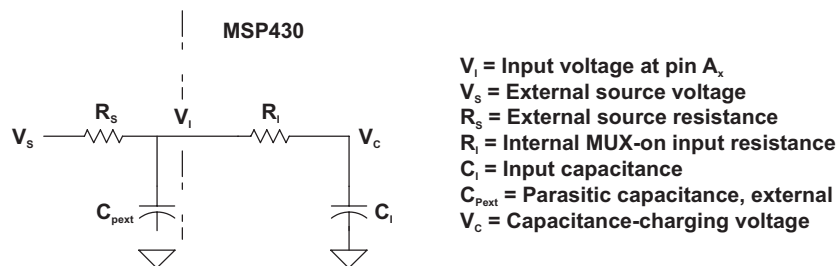 MSP430
V_I = Input voltage at pin A_x
V_S = External source voltage
R_S = External source resistance
R_I = Internal MUX-on input resistance
C_I = Input capacitance
C_Pext = Parasitic capacitance, external
V_C = Capacitance-charging voltage
R_S V_I R_I
V_S V_C
C_pext C_I